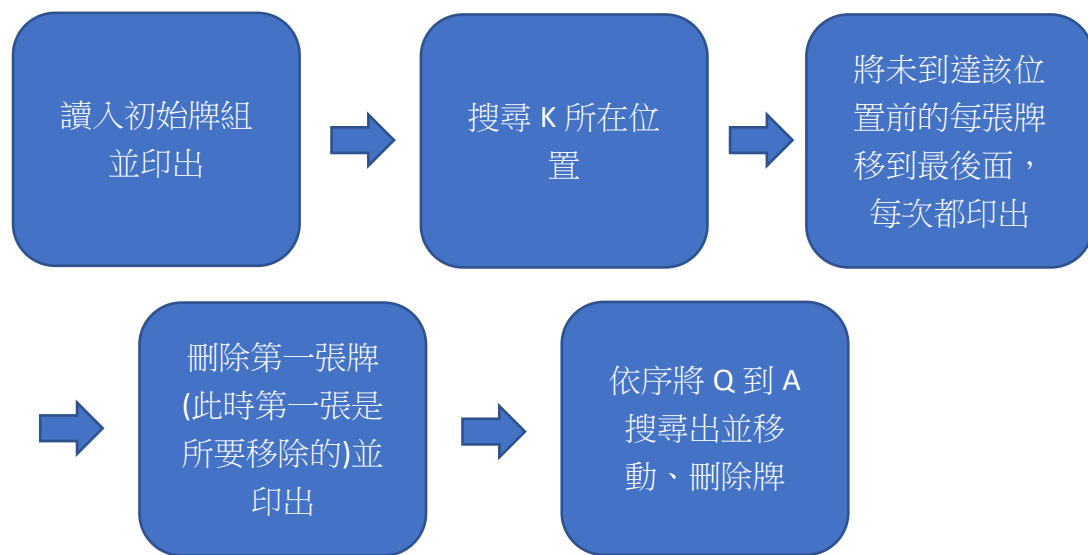 讀入初始牌組
並印出
搜尋 K 所在位
置
將未到達該位
置前的每張牌
移到最後面，
每次都印出
刪除第一張牌
(此時第一張是
所要移除的)並
印出
依序將 Q 到 A
搜尋出並移
動、刪除牌